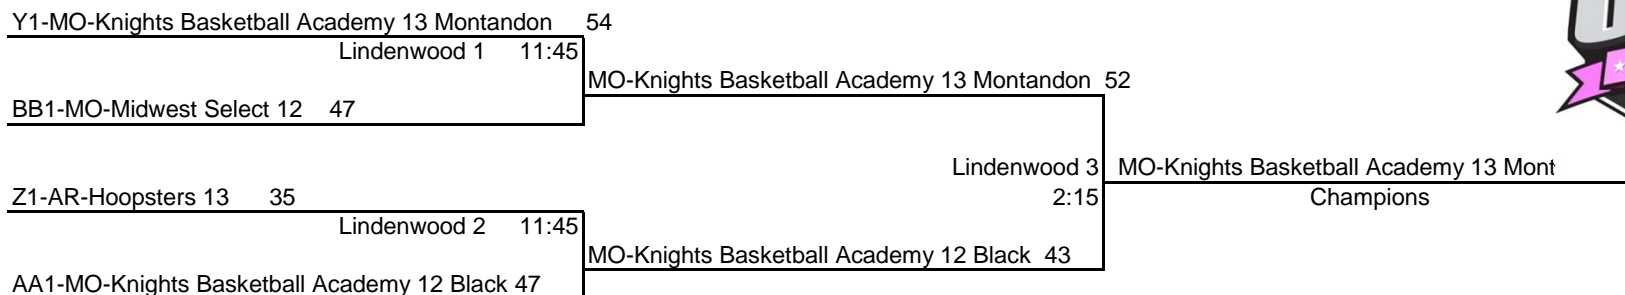 Y1-MO-Knights Basketball Academy 13 Montandon 54
Lindenwood 1 11:45
MO-Knights Basketball Academy 13 Montandon 52
BB1-MO-Midwest Select 12 47
Lindenwood 3 MO-Knights Basketball Academy 13 Mont
Z1-AR-Hoopsters 13 35
2:15 Champions
Lindenwood 2 11:45
MO-Knights Basketball Academy 12 Black 43
AA1-MO-Knights Basketball Academy 12 Black 47